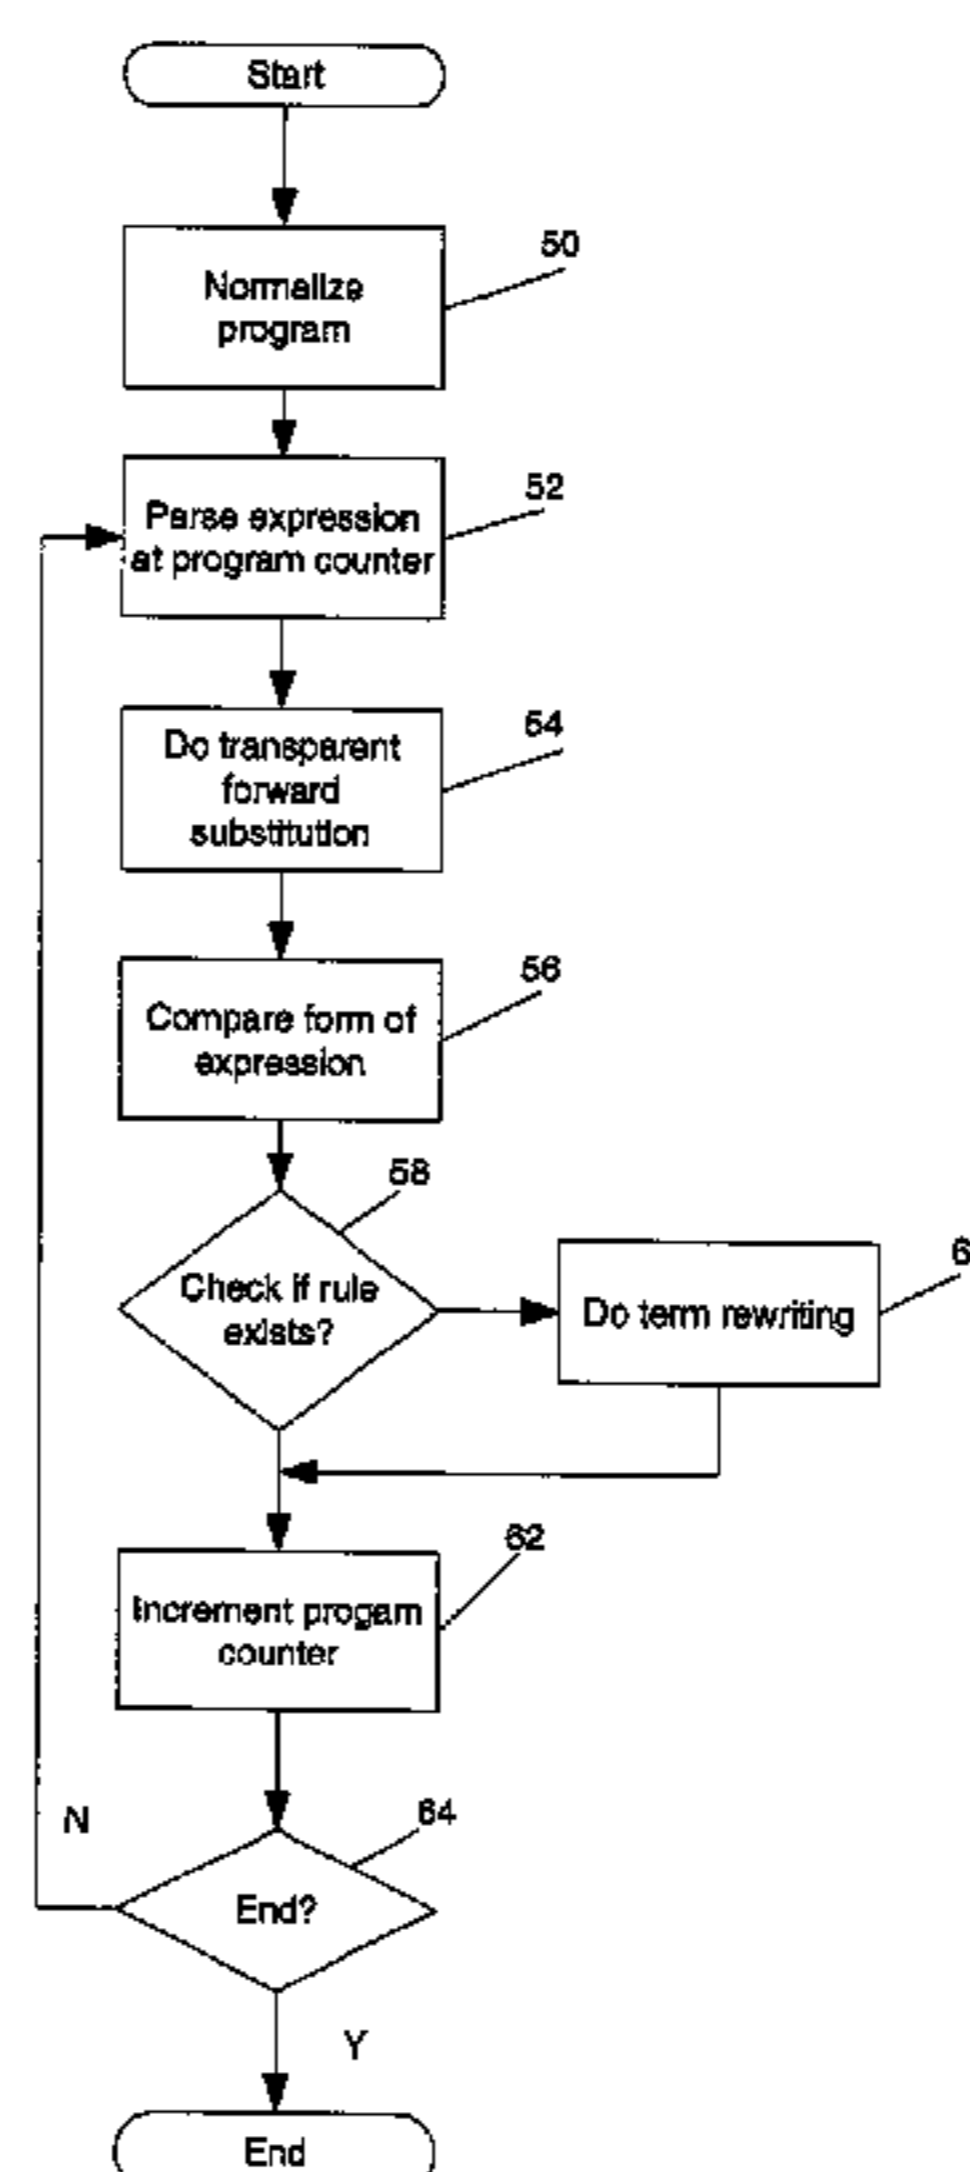 Start
50
Normalize
program
52
Parse expression
at program counter
54
Do transparent
forward
substitution
56
Compare form of
expression
58
Check if rule
exists?
6
Do term rewriting
62
Increment progam
counter
N
64
End?
Y
End